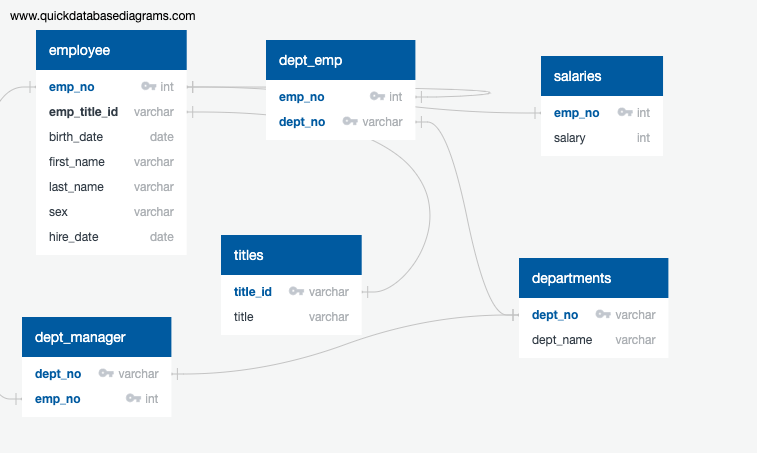 www.quickdatabasediagrams.com
employee
emp_no int
emp_title_id varchar
birth_date date
first_name varchar
last_name varchar
sex varchar
hire_date date
dept_emp
emp_no int
dept_no varchar
salaries
emp_no int
salary int
titles
title_id varchar
title varchar
departments
dept_no varchar
dept_name varchar
dept_manager
dept_no varchar
emp_no int